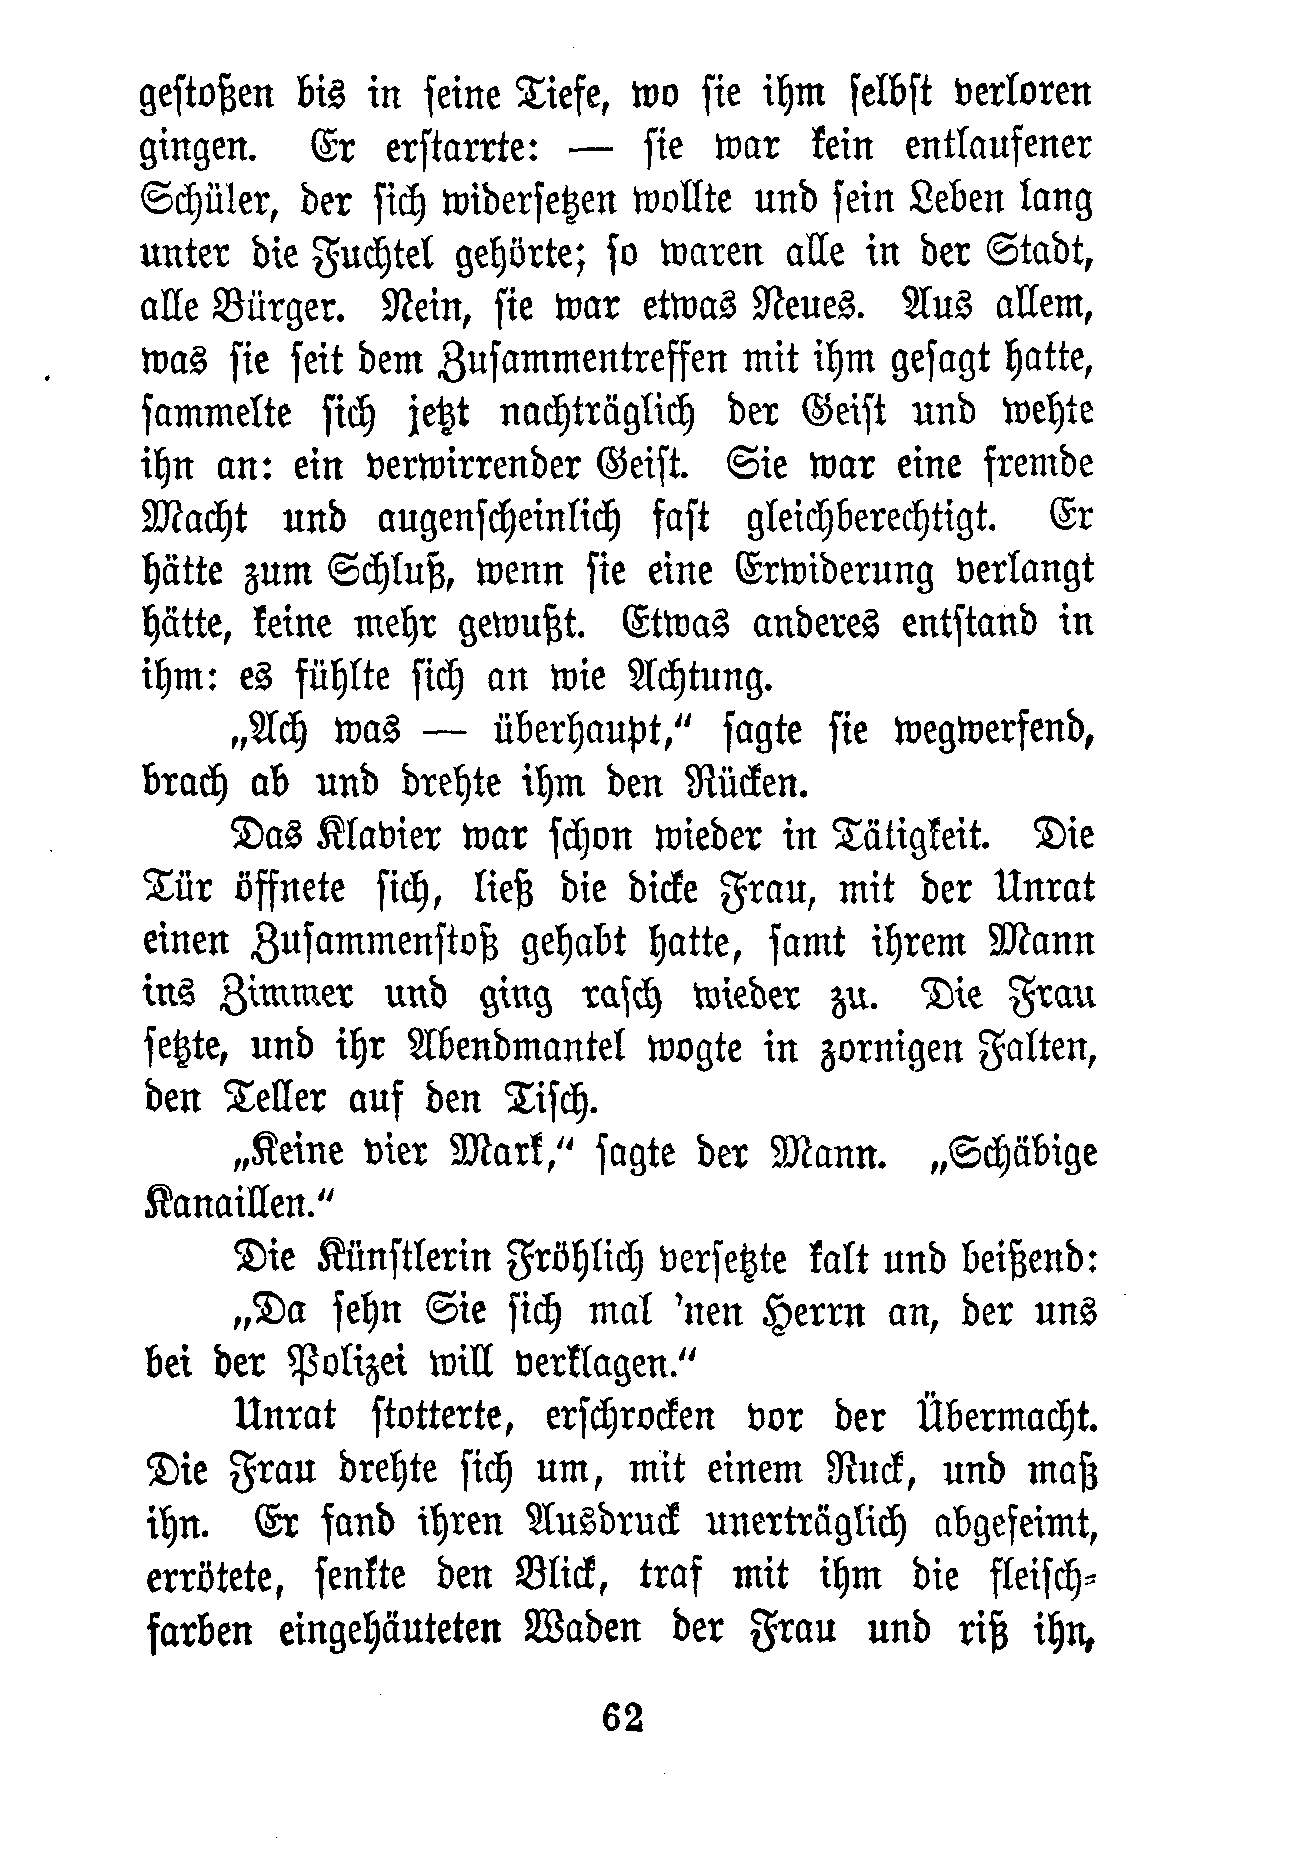 gestoßen bis in seine Tiefe, wo sie ihm selbst verloren
gingen. Er erstarrte: — sie war kein entlaufener
Schüler, der sich widersetzen wollte und sein Leben lang
unter die Fuchtel gehörte; so waren alle in der Stadt,
alle Bürger. Nein, sie war etwas Neues. Aus allem,
was sie seit dem Zusammentreffen mit ihm gesagt hatte,
sammelte sich jetzt nachträglich der Geist und wehte
ihn an: ein verwirrender Geist. Sie war eine fremde
Macht und augenscheinlich fast gleichberechtigt. Er
hätte zum Schluß, wenn sie eine Erwiderung verlangt
hätte, keine mehr gewußt. Etwas anderes entstand in
ihm: es fühlte sich an wie Achtung.
„Ach was — überhaupt,“ sagte sie wegwerfend,
brach ab und drehte ihm den Rücken.
Das Klavier war schon wieder in Tätigkeit. Die
Tür öffnete sich, ließ die dicke Frau, mit der Unrat
einen Zusammenstoß gehabt hatte, samt ihrem Mann
ins Zimmer und ging rasch wieder zu. Die Frau
setzte, und ihr Abendmantel wogte in zornigen Falten,
den Teller auf den Tisch.
„Keine vier Mark,“ sagte der Mann. „Schäbige
Kanaillen.“
Die Künstlerin Fröhlich versetzte kalt und beißend:
„Da sehn Sie sich mal ’nen Herrn an, der uns
bei der Polizei will verklagen.“
Unrat stotterte, erschrocken vor der Übermacht.
Die Frau drehte sich um, mit einem Ruck, und maß
ihn. Er fand ihren Ausdruck unerträglich abgefeimt,
errötete, senkte den Blick, traf mit ihm die fleisch-
farben eingehäuteten Waden der Frau und riß ihn,
62